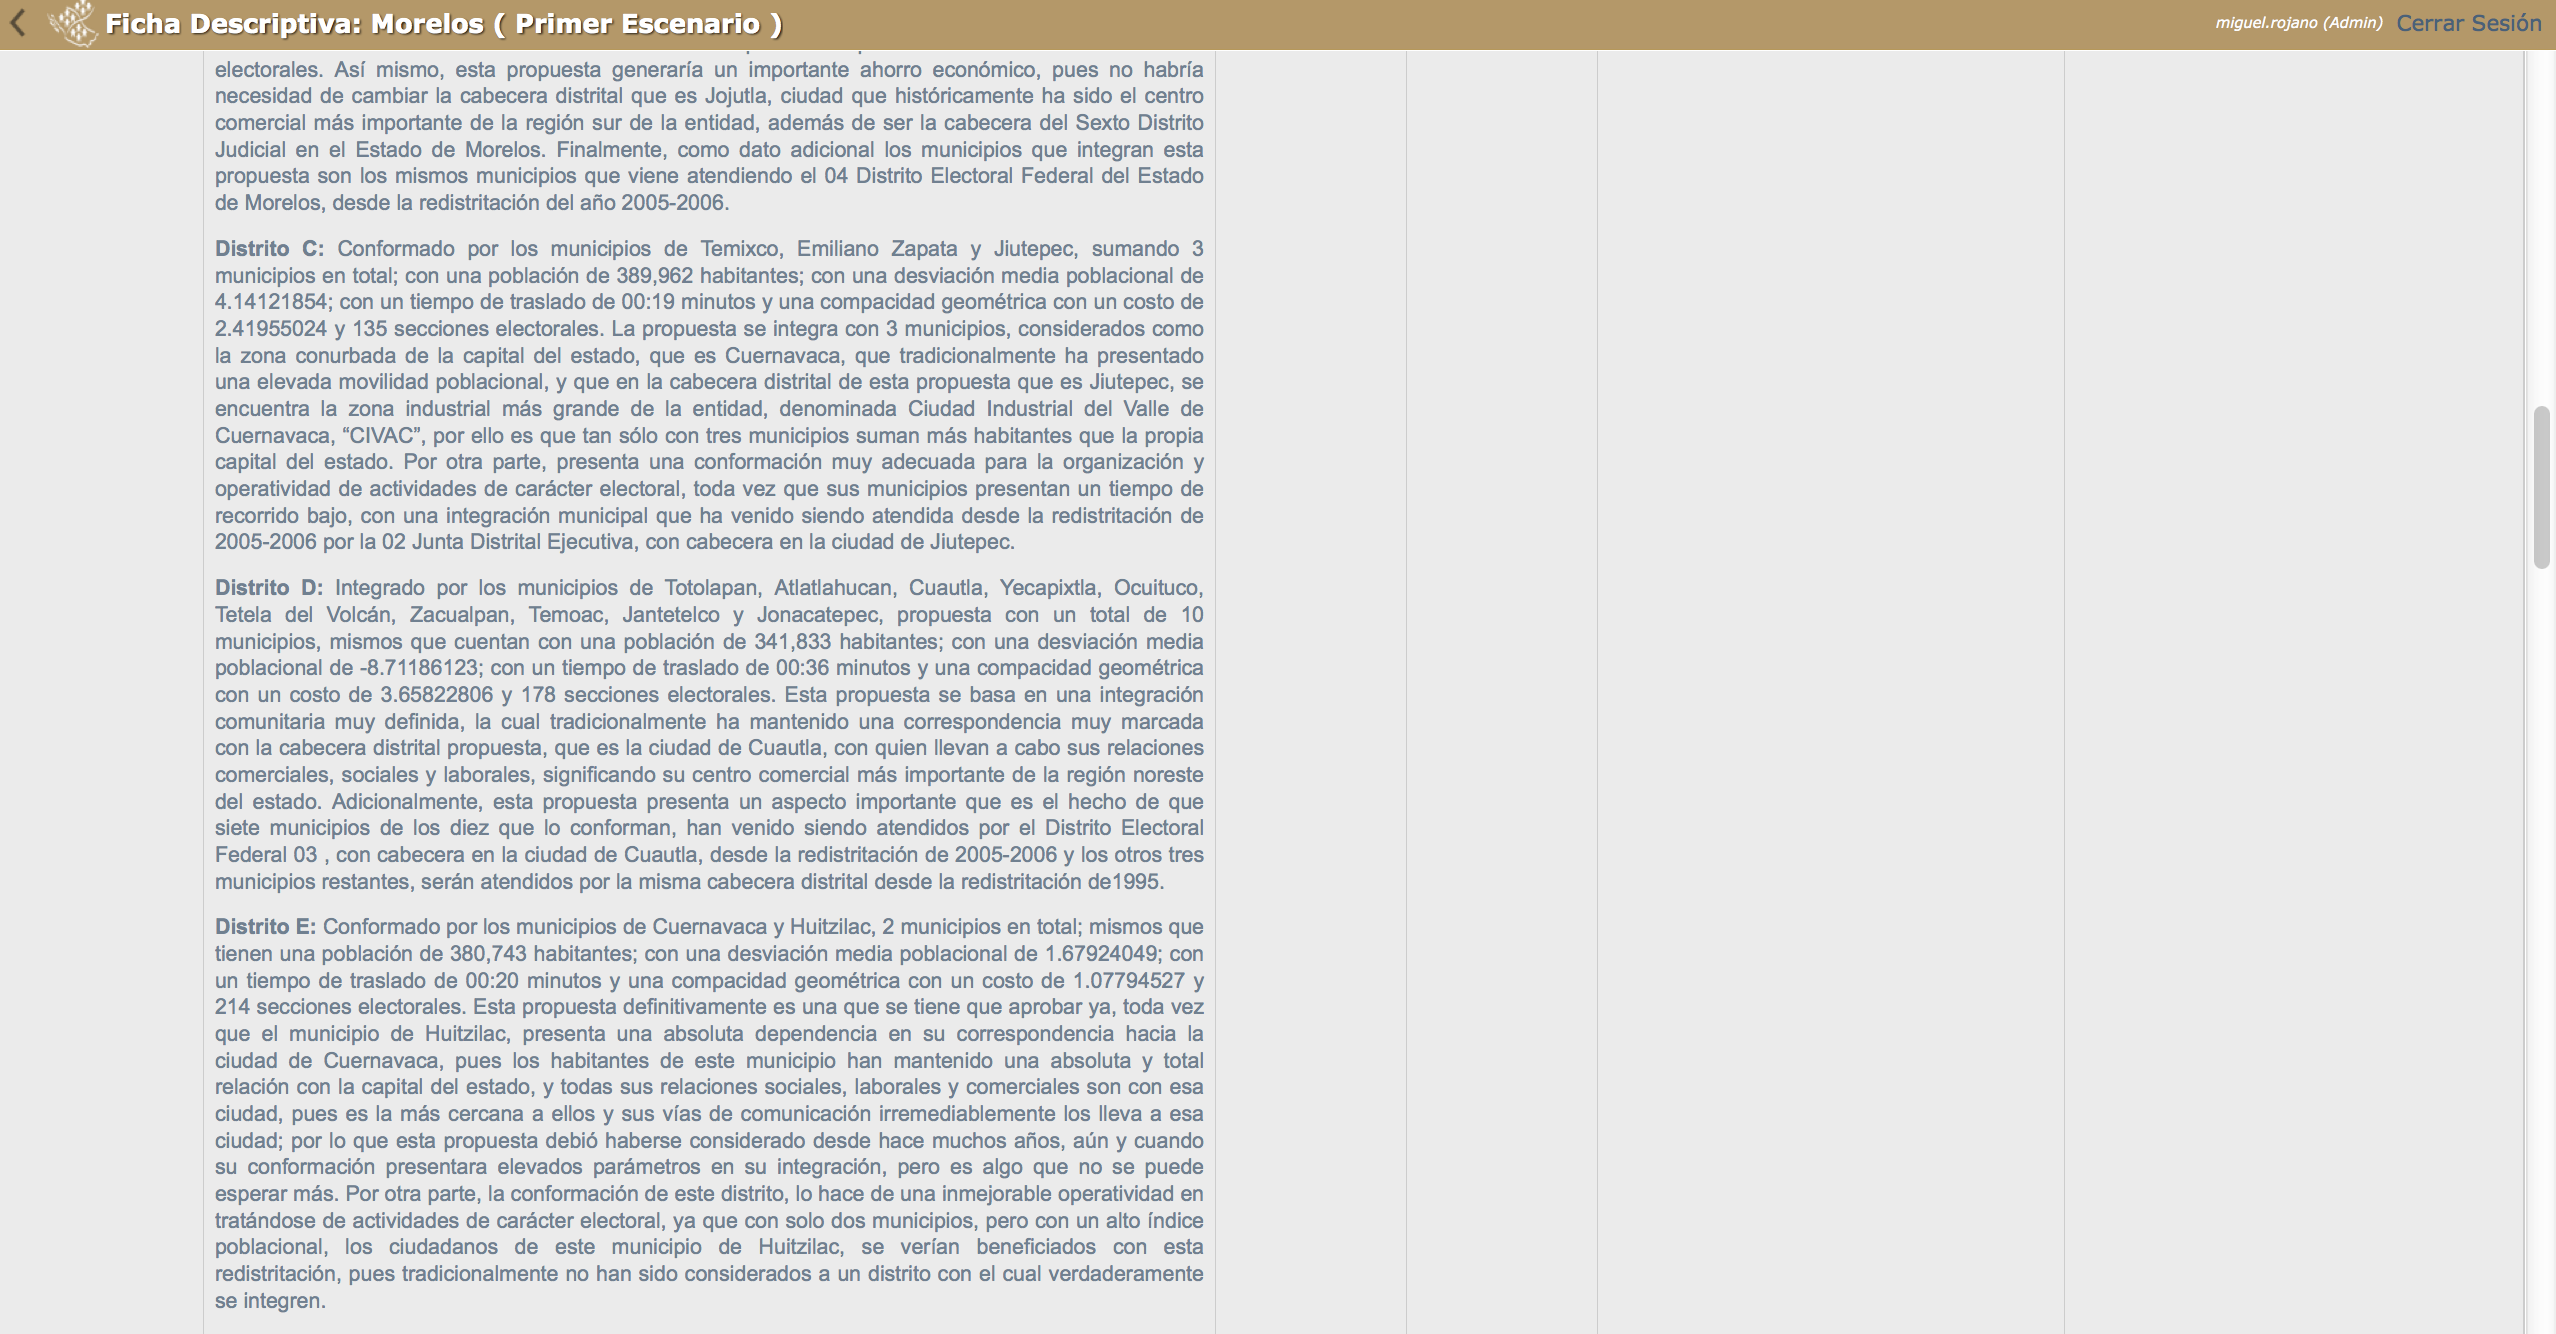 Ficha Descriptiva: Morelos ( Primer Escenario )
miguel.rojano (Admin) Cerrar Sesión
electorales. Así mismo, esta propuesta generaría un importante ahorro económico, pues no habría
necesidad de cambiar la cabecera distrital que es Jojutla, ciudad que históricamente ha sido el centro
comercial más importante de la región sur de la entidad, además de ser la cabecera del Sexto Distrito
Judicial en el Estado de Morelos. Finalmente, como dato adicional los municipios que integran esta
propuesta son los mismos municipios que viene atendiendo el 04 Distrito Electoral Federal del Estado
de Morelos, desde la redistritación del año 2005-2006.
Distrito C: Conformado por los municipios de Temixco, Emiliano Zapata y Jiutepec, sumando 3
municipios en total; con una población de 389,962 habitantes; con una desviación media poblacional de
4.14121854; con un tiempo de traslado de 00:19 minutos y una compacidad geométrica con un costo de
2.41955024 y 135 secciones electorales. La propuesta se integra con 3 municipios, considerados como
la zona conurbada de la capital del estado, que es Cuernavaca, que tradicionalmente ha presentado
una elevada movilidad poblacional, y que en la cabecera distrital de esta propuesta que es Jiutepec, se
encuentra la zona industrial más grande de la entidad, denominada Ciudad Industrial del Valle de
Cuernavaca, “CIVAC”, por ello es que tan sólo con tres municipios suman más habitantes que la propia
capital del estado. Por otra parte, presenta una conformación muy adecuada para la organización y
operatividad de actividades de carácter electoral, toda vez que sus municipios presentan un tiempo de
recorrido bajo, con una integración municipal que ha venido siendo atendida desde la redistritación de
2005-2006 por la 02 Junta Distrital Ejecutiva, con cabecera en la ciudad de Jiutepec.
Distrito D: Integrado por los municipios de Totolapan, Atlatlahucan, Cuautla, Yecapixtla, Ocuituco,
Tetela del Volcán, Zacualpan, Temoac, Jantetelco y Jonacatepec, propuesta con un total de 10
municipios, mismos que cuentan con una población de 341,833 habitantes; con una desviación media
poblacional de -8.71186123; con un tiempo de traslado de 00:36 minutos y una compacidad geométrica
con un costo de 3.65822806 y 178 secciones electorales. Esta propuesta se basa en una integración
comunitaria muy definida, la cual tradicionalmente ha mantenido una correspondencia muy marcada
con la cabecera distrital propuesta, que es la ciudad de Cuautla, con quien llevan a cabo sus relaciones
comerciales, sociales y laborales, significando su centro comercial más importante de la región noreste
del estado. Adicionalmente, esta propuesta presenta un aspecto importante que es el hecho de que
siete municipios de los diez que lo conforman, han venido siendo atendidos por el Distrito Electoral
Federal 03 , con cabecera en la ciudad de Cuautla, desde la redistritación de 2005-2006 y los otros tres
municipios restantes, serán atendidos por la misma cabecera distrital desde la redistritación de1995.
Distrito E: Conformado por los municipios de Cuernavaca y Huitzilac, 2 municipios en total; mismos que
tienen una población de 380,743 habitantes; con una desviación media poblacional de 1.67924049; con
un tiempo de traslado de 00:20 minutos y una compacidad geométrica con un costo de 1.07794527 y
214 secciones electorales. Esta propuesta definitivamente es una que se tiene que aprobar ya, toda vez
que el municipio de Huitzilac, presenta una absoluta dependencia en su correspondencia hacia la
ciudad de Cuernavaca, pues los habitantes de este municipio han mantenido una absoluta y total
relación con la capital del estado, y todas sus relaciones sociales, laborales y comerciales son con esa
ciudad, pues es la más cercana a ellos y sus vías de comunicación irremediablemente los lleva a esa
ciudad; por lo que esta propuesta debió haberse considerado desde hace muchos años, aún y cuando
su conformación presentara elevados parámetros en su integración, pero es algo que no se puede
esperar más. Por otra parte, la conformación de este distrito, lo hace de una inmejorable operatividad en
tratándose de actividades de carácter electoral, ya que con solo dos municipios, pero con un alto índice
poblacional, los ciudadanos de este municipio de Huitzilac, se verían beneficiados con esta
redistritación, pues tradicionalmente no han sido considerados a un distrito con el cual verdaderamente
se integren.